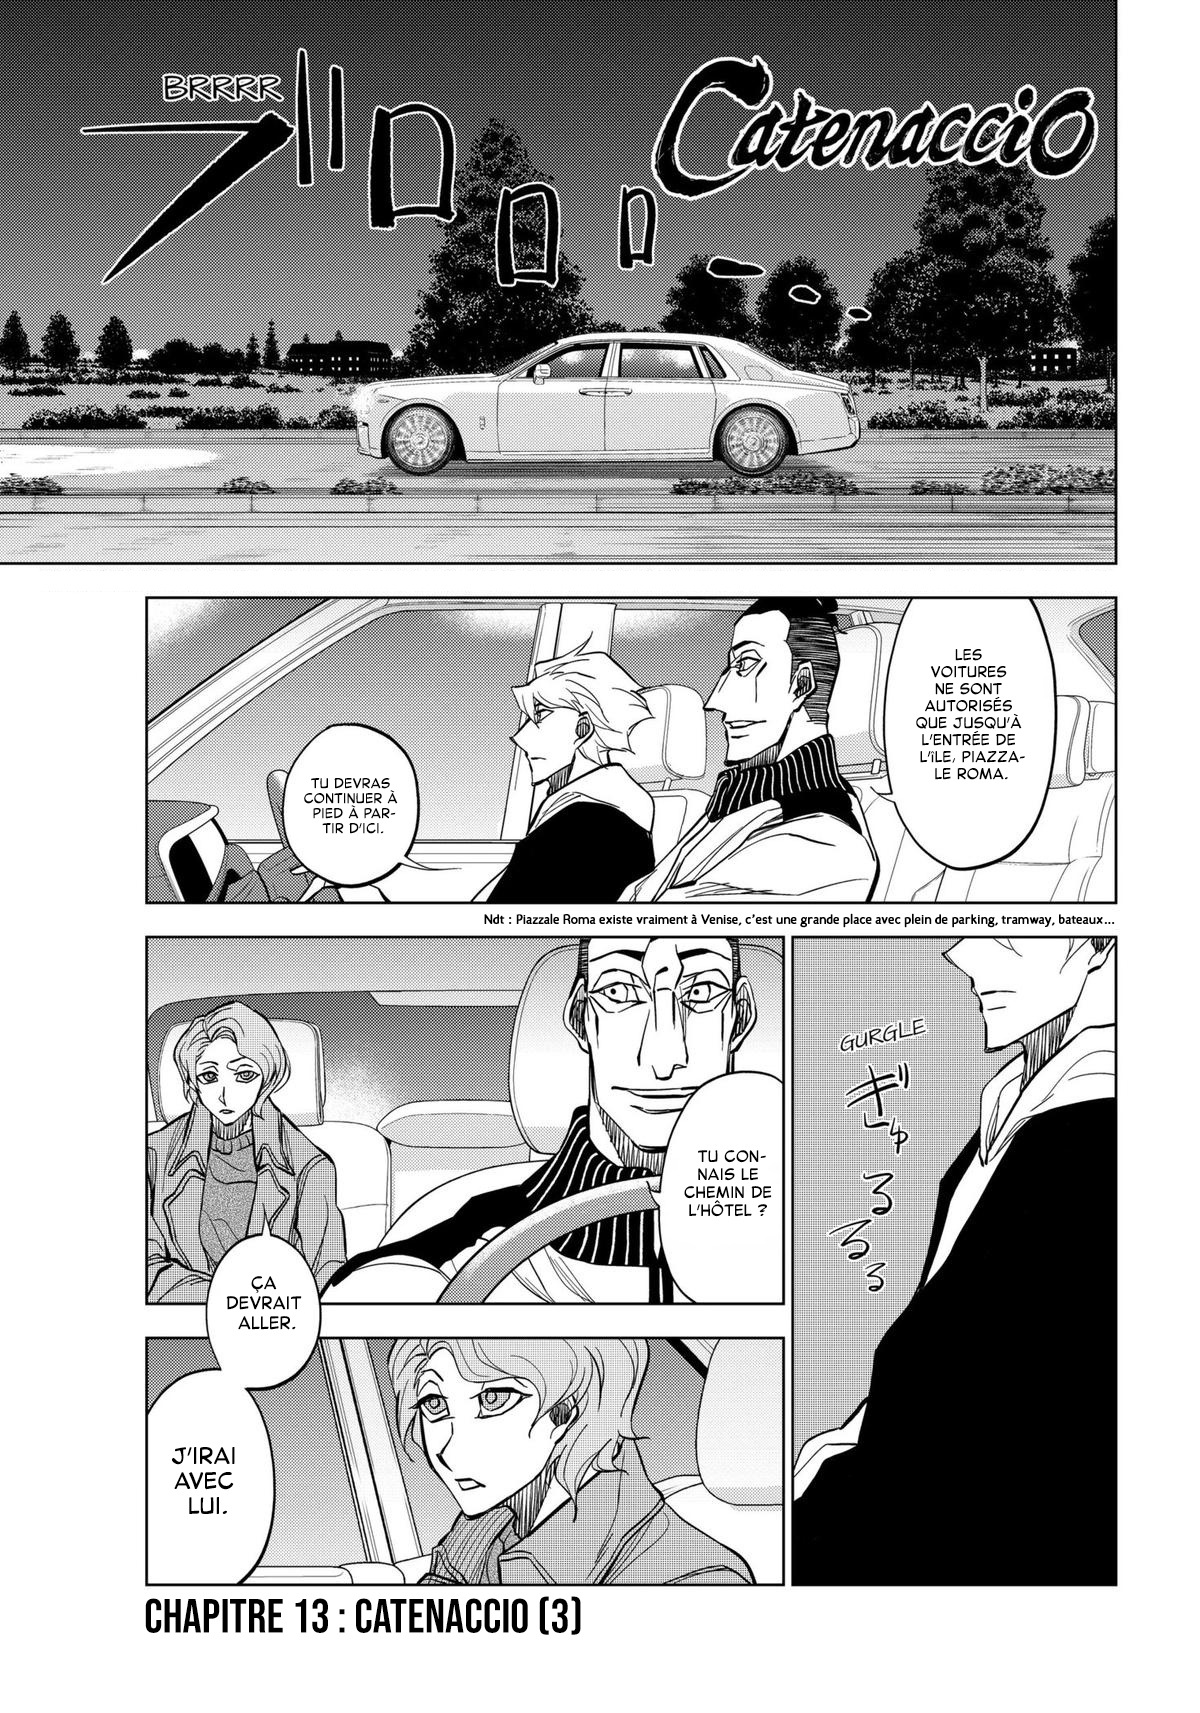 BRRRR
ブロロロロ
Catenaccio
LES
VOITURES
NE SONT
AUTORISÉS
QUE JUSQU'À
L'ENTRÉE DE
L'ÎLE, PIAZZA-
LE ROMA.
TU DEVRAS
CONTINUER À
PIED À PAR-
TIR D'ICI.
Ndt : Piazzale Roma existe vraiment à Venise, c'est une grande place avec plein de parking, tramway, bateaux...
GURGLE
ぎゅるるるる
TU CON-
NAIS LE
CHEMIN DE
L'HÔTEL ?
ÇA
DEVRAIT
ALLER.
J'IRAI
AVEC
LUI.
CHAPITRE 13 : CATENACCIO (3)